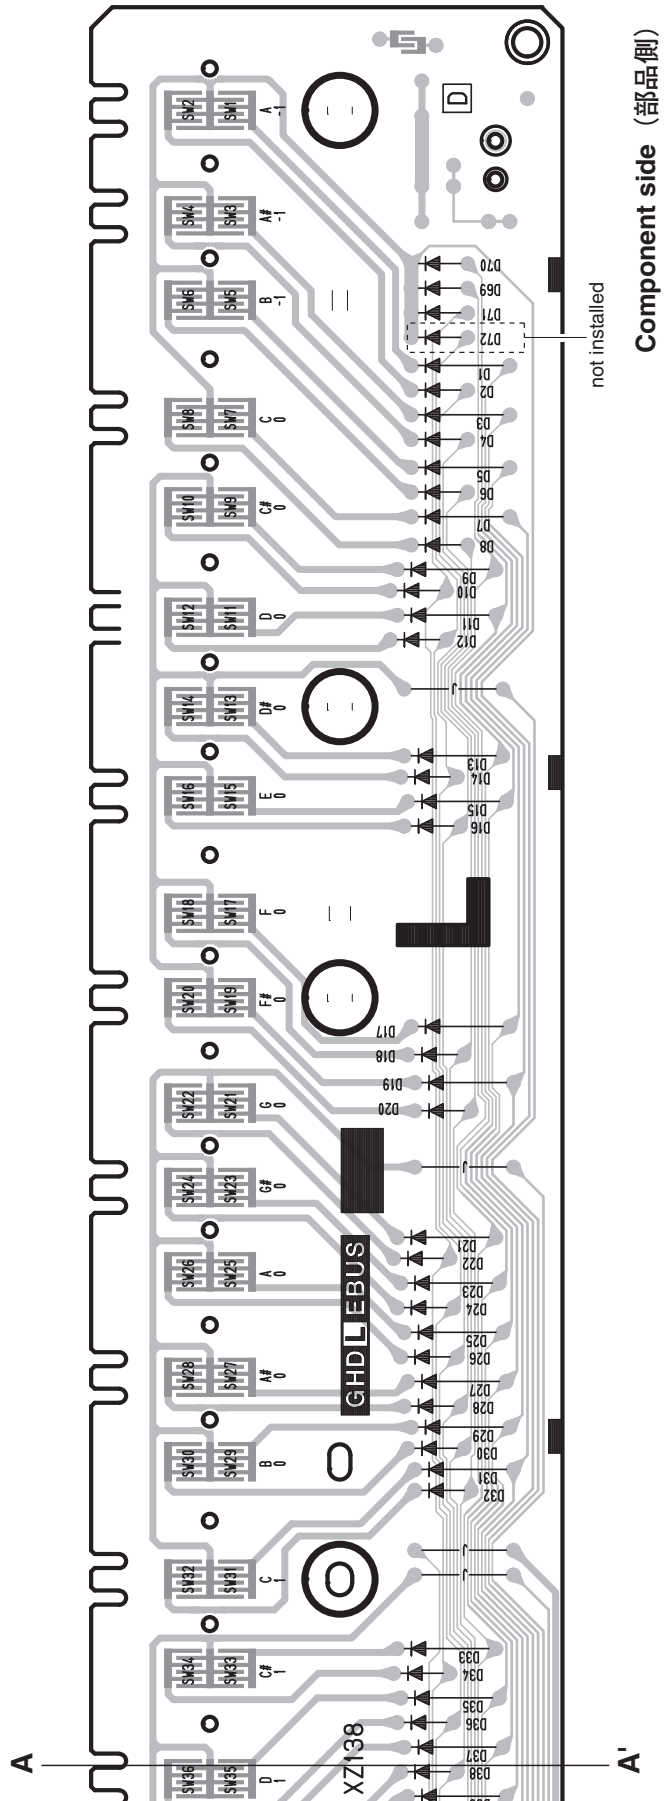 Component side (部品側)
D
not installed
SW2 SW1 A -1
SW4 SW3 A# -1
SW6 SW5 B -1
SW8 SW7 C 0
SW10 SW9 C# 0
SW12 SW11 D 0
SW14 SW13 D# 0
SW16 SW15 E 0
SW18 SW17 F 0
SW20 SW19 F# 0
SW22 SW21 G 0
SW24 SW23 G# 0
SW26 SW25 A 0
SW28 SW27 A# 0
SW30 SW29 B 0
SW32 SW31 C 1
SW34 SW33 C# 1
SW36 SW35 D 1
D70
D69
D71
D72
D1
D2
D3
D4
D5
D6
D7
D8
D9
D10
D11
D12
J
D13
D14
D15
D16
L
D17
D18
D19
D20
J
D21
D22
D23
D24
D25
D26
D27
D28
D29
D30
D31
D32
J
J
D33
D34
D35
D36
D37
D38
GHDLEBUS
XZ138
A
A'